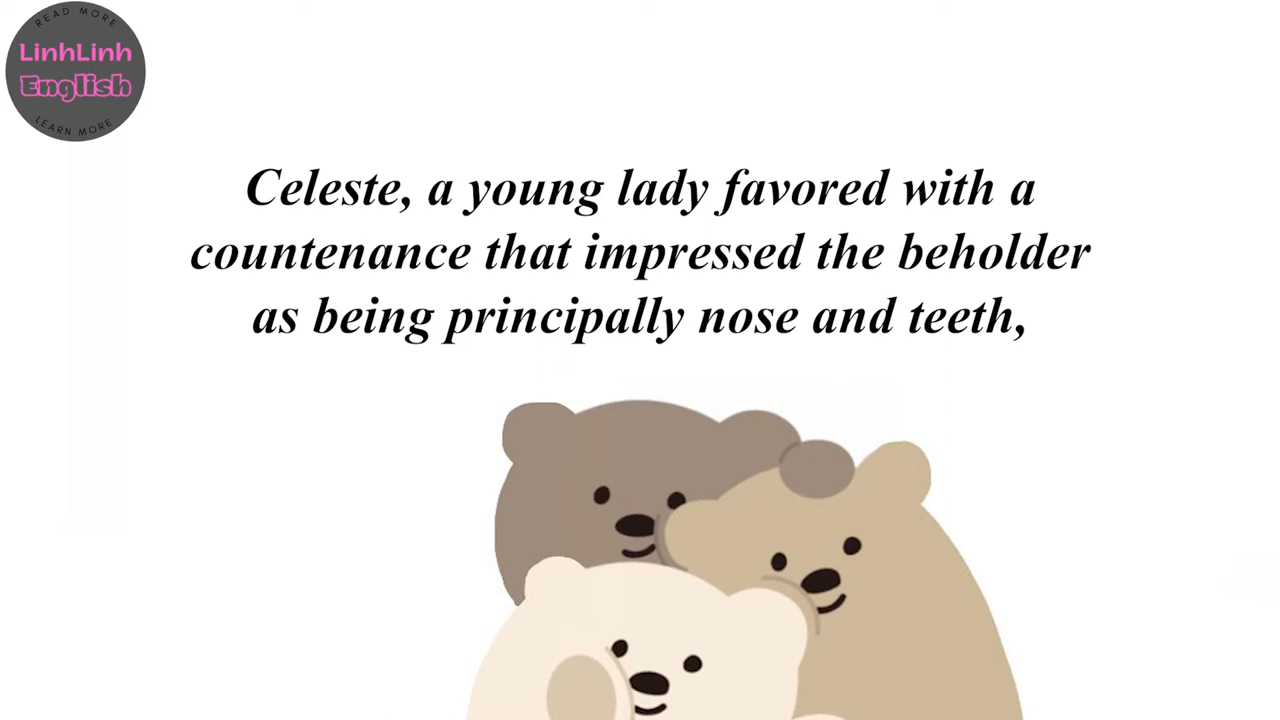 READ MORE
LinhLinh
English
LEARN MORE
Celeste, a young lady favored with a
countenance that impressed the beholder
as being principally nose and teeth,